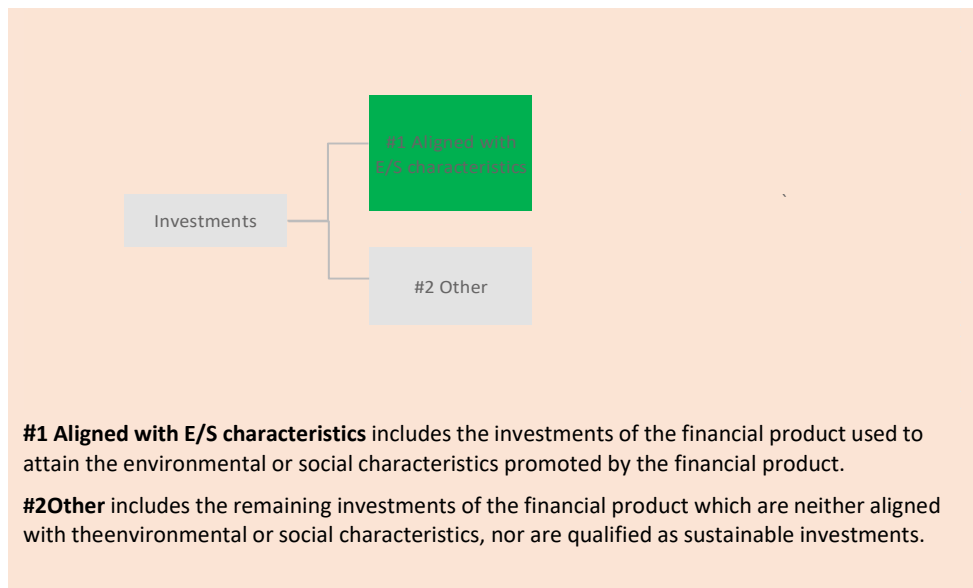 #1 Aligned with
E/S characteristics
Investments
`
#2 Other
#1 Aligned with E/S characteristics includes the investments of the financial product used to
attain the environmental or social characteristics promoted by the financial product.
#2Other includes the remaining investments of the financial product which are neither aligned
with theenvironmental or social characteristics, nor are qualified as sustainable investments.